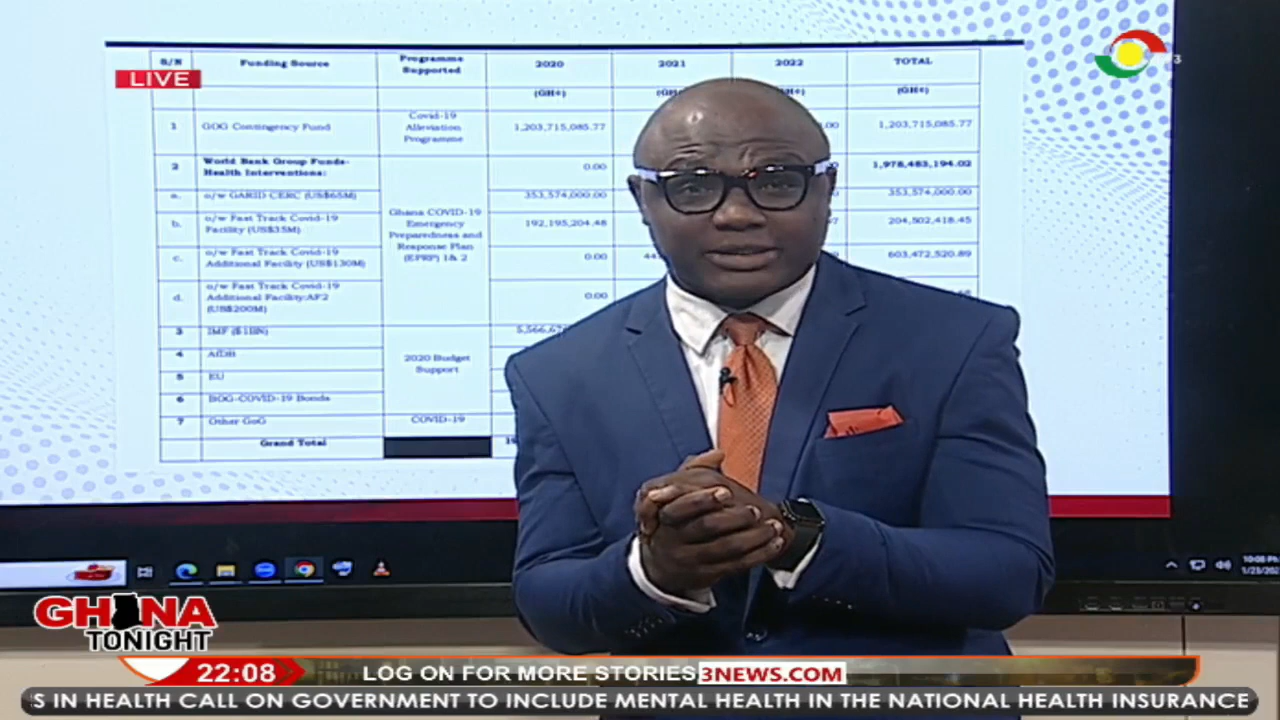 S/N Funding Source Programme Supported 2020 2021 2022 TOTAL
(GH¢) (GH¢) (GH¢)
LIVE
3
1 GOG Contingency Fund Covid-19 Alleviation Programme 1,203,715,085.77 1,203,715,085.77
2 World Bank Group Funds-Health Interventions: 0.00 1,978,483,194.02
a. o/w GARID CERC (US$65M) 353,574,000.00 353,574,000.00
b. o/w Fast Track Covid-19 Facility (US$35M) 192,195,204.48 204,502,418.45
Ghana COVID-19 Emergency Preparedness and Response Plan (EPRP) 1& 2
c. o/w Fast Track Covid-19 Additional Facility (US$130M) 0.00 603,472,520.89
d. o/w Fast Track Covid-19 Additional Facility:AF2 (US$200M) 0.00
3 IMF ($1BN)
4 AfDB 2020 Budget Support
5 EU
6 BOG-COVID-19 Bonds
7 Other GoG COVID-19
Grand Total
GHANA
TONIGHT
22:08 LOG ON FOR MORE STORIES 3NEWS.COM
S IN HEALTH CALL ON GOVERNMENT TO INCLUDE MENTAL HEALTH IN THE NATIONAL HEALTH INSURANCE